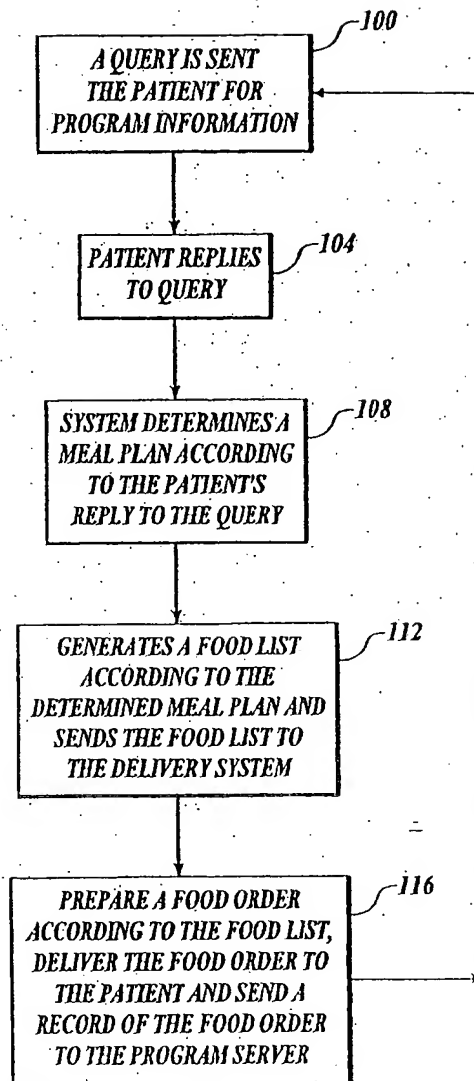 100
A QUERY IS SENT
THE PATIENT FOR
PROGRAM INFORMATION
104
PATIENT REPLIES
TO QUERY
108
SYSTEM DETERMINES A
MEAL PLAN ACCORDING
TO THE PATIENT'S
REPLY TO THE QUERY
112
GENERATES A FOOD LIST
ACCORDING TO THE
DETERMINED MEAL PLAN AND
SENDS THE FOOD LIST TO
THE DELIVERY SYSTEM
116
PREPARE A FOOD ORDER
ACCORDING TO THE FOOD LIST,
DELIVER THE FOOD ORDER TO
THE PATIENT AND SEND A
RECORD OF THE FOOD ORDER
TO THE PROGRAM SERVER